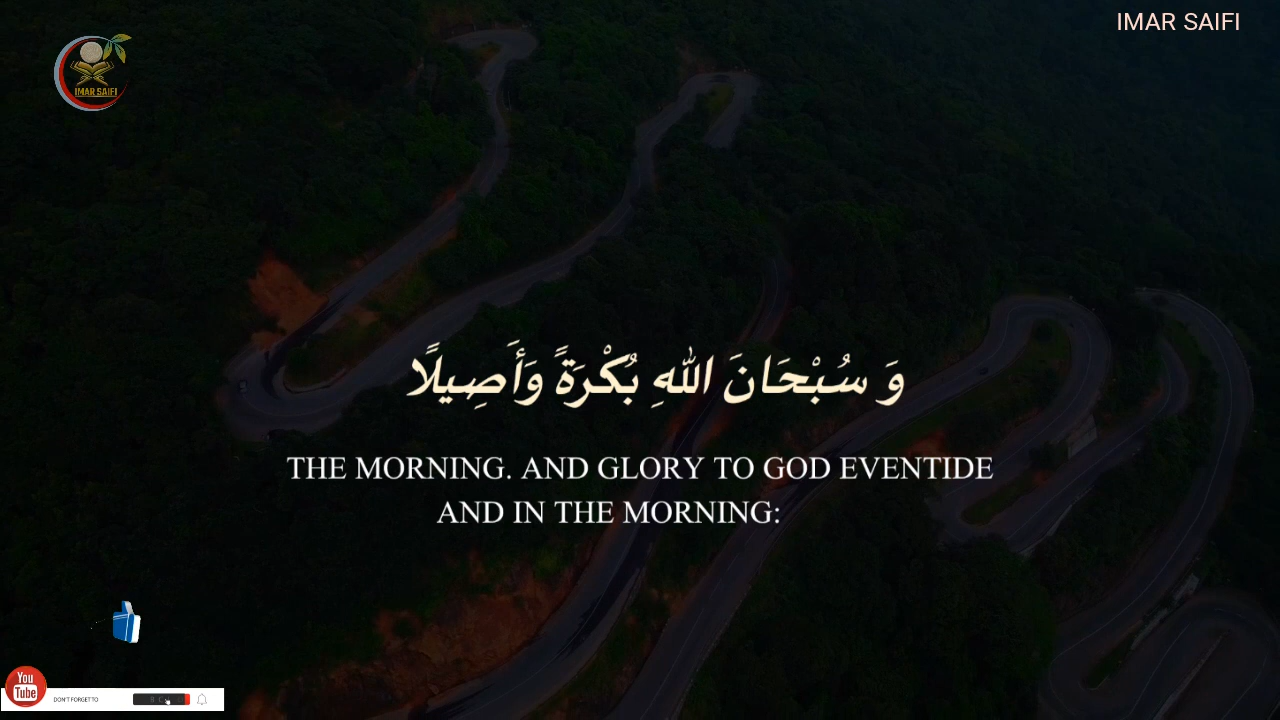 IMAR SAIFI
IMAR SAIFI
وَ سُبْحَانَ اللهِ بُكْرَةً وَأَصِيلًا
THE MORNING. AND GLORY TO GOD EVENTIDE
AND IN THE MORNING:
You
Tube
DON'T FORGET TO